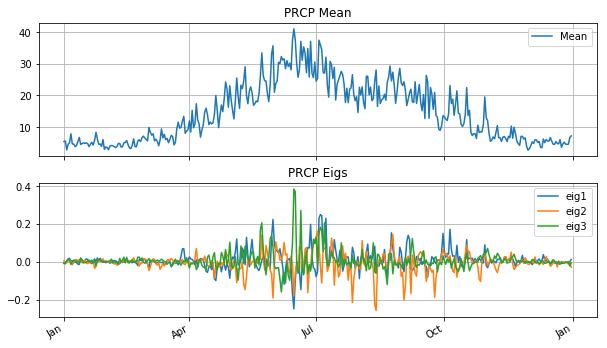 PRCP Mean
40
30
20
10
Mean
PRCP Eigs
0.4
0.2
0.0
−0.2
eig1
eig2
eig3
Jan
Apr
Jul
Oct
Jan